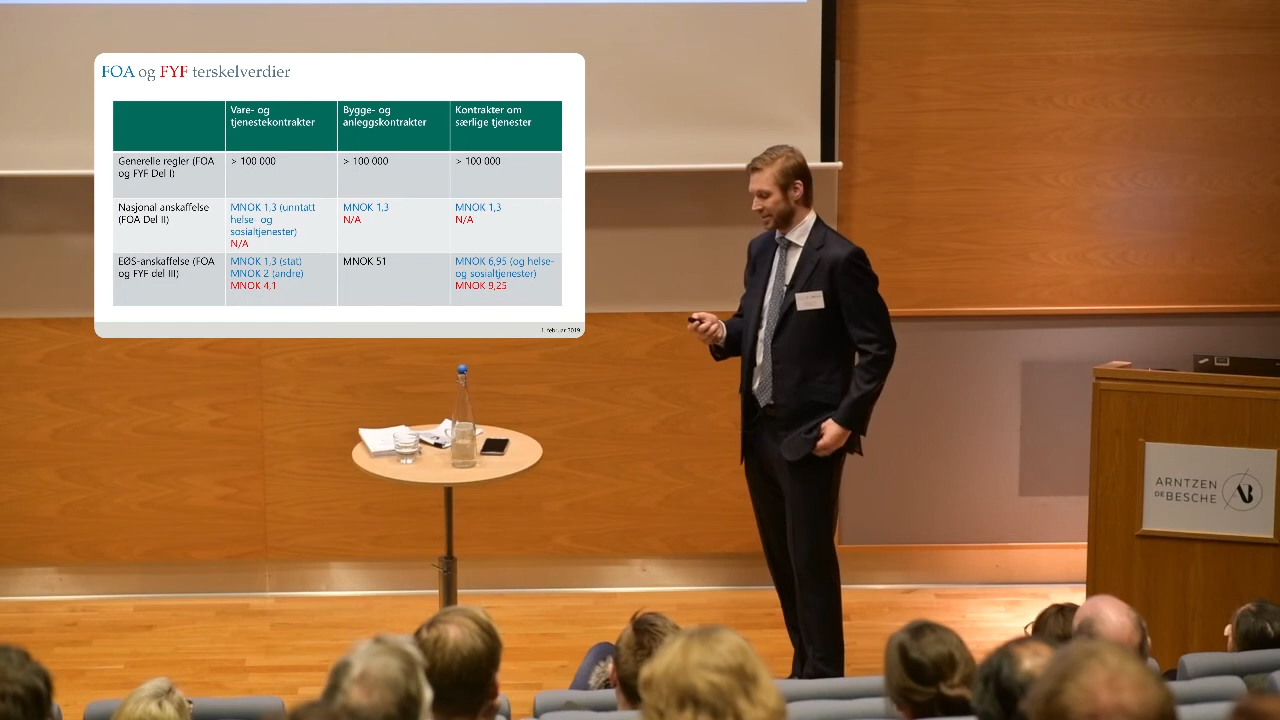 FOA og FYF terskelverdier
Vare- og
tjenestekontrakter
Bygge- og
anleggskontrakter
Kontrakter om
særlige tjenester
Generelle regler (FOA
og FYF Del I)
> 100 000
> 100 000
> 100 000
Nasjonal anskaffelse
(FOA Del II)
MNOK 1,3 (unntatt
helse- og
sosialtjenester)
N/A
MNOK 1,3
N/A
MNOK 1,3
N/A
EØS-anskaffelse (FOA
og FYF del III)
MNOK 1,3 (stat)
MNOK 2 (andre)
MNOK 4,1
MNOK 51
MNOK 6,95 (og helse-
og sosialtjenester)
MNOK 9,25
1. februar 2019
ARNTZEN
DE BESCHE